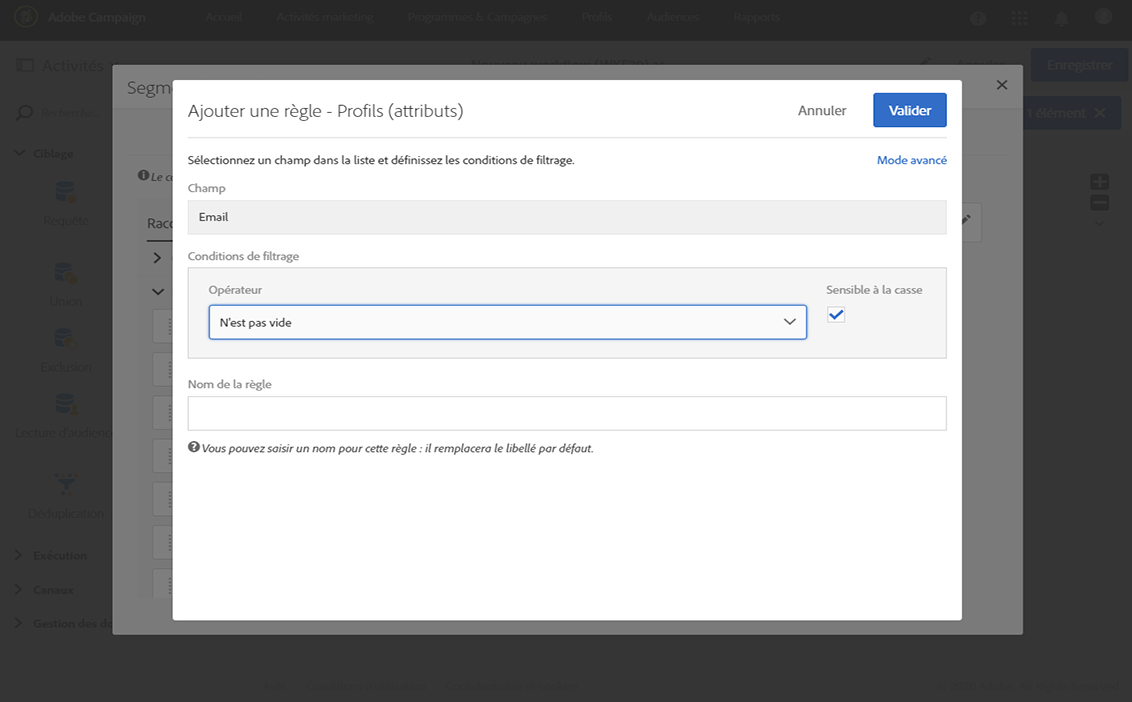 Adobe Campaign
Accueil
Activités marketing
Programmes & Campagnes
Profils
Audiences
Rapports
Activités
Enregistrer
Segm
Ajouter une règle - Profils (attributs)
Annuler
Valider
1 élément
Recherche...
Sélectionnez un champ dans la liste et définissez les conditions de filtrage.
Mode avancé
Ciblage
Le c
Champ
Email
Requête
Racc
Conditions de filtrage
Opérateur
Sensible à la casse
N'est pas vide
Union
Exclusion
Nom de la règle
Lecture d'audienc
Vous pouvez saisir un nom pour cette règle : il remplacera le libellé par défaut.
Déduplication
Exécution
Canaux
Gestion des do